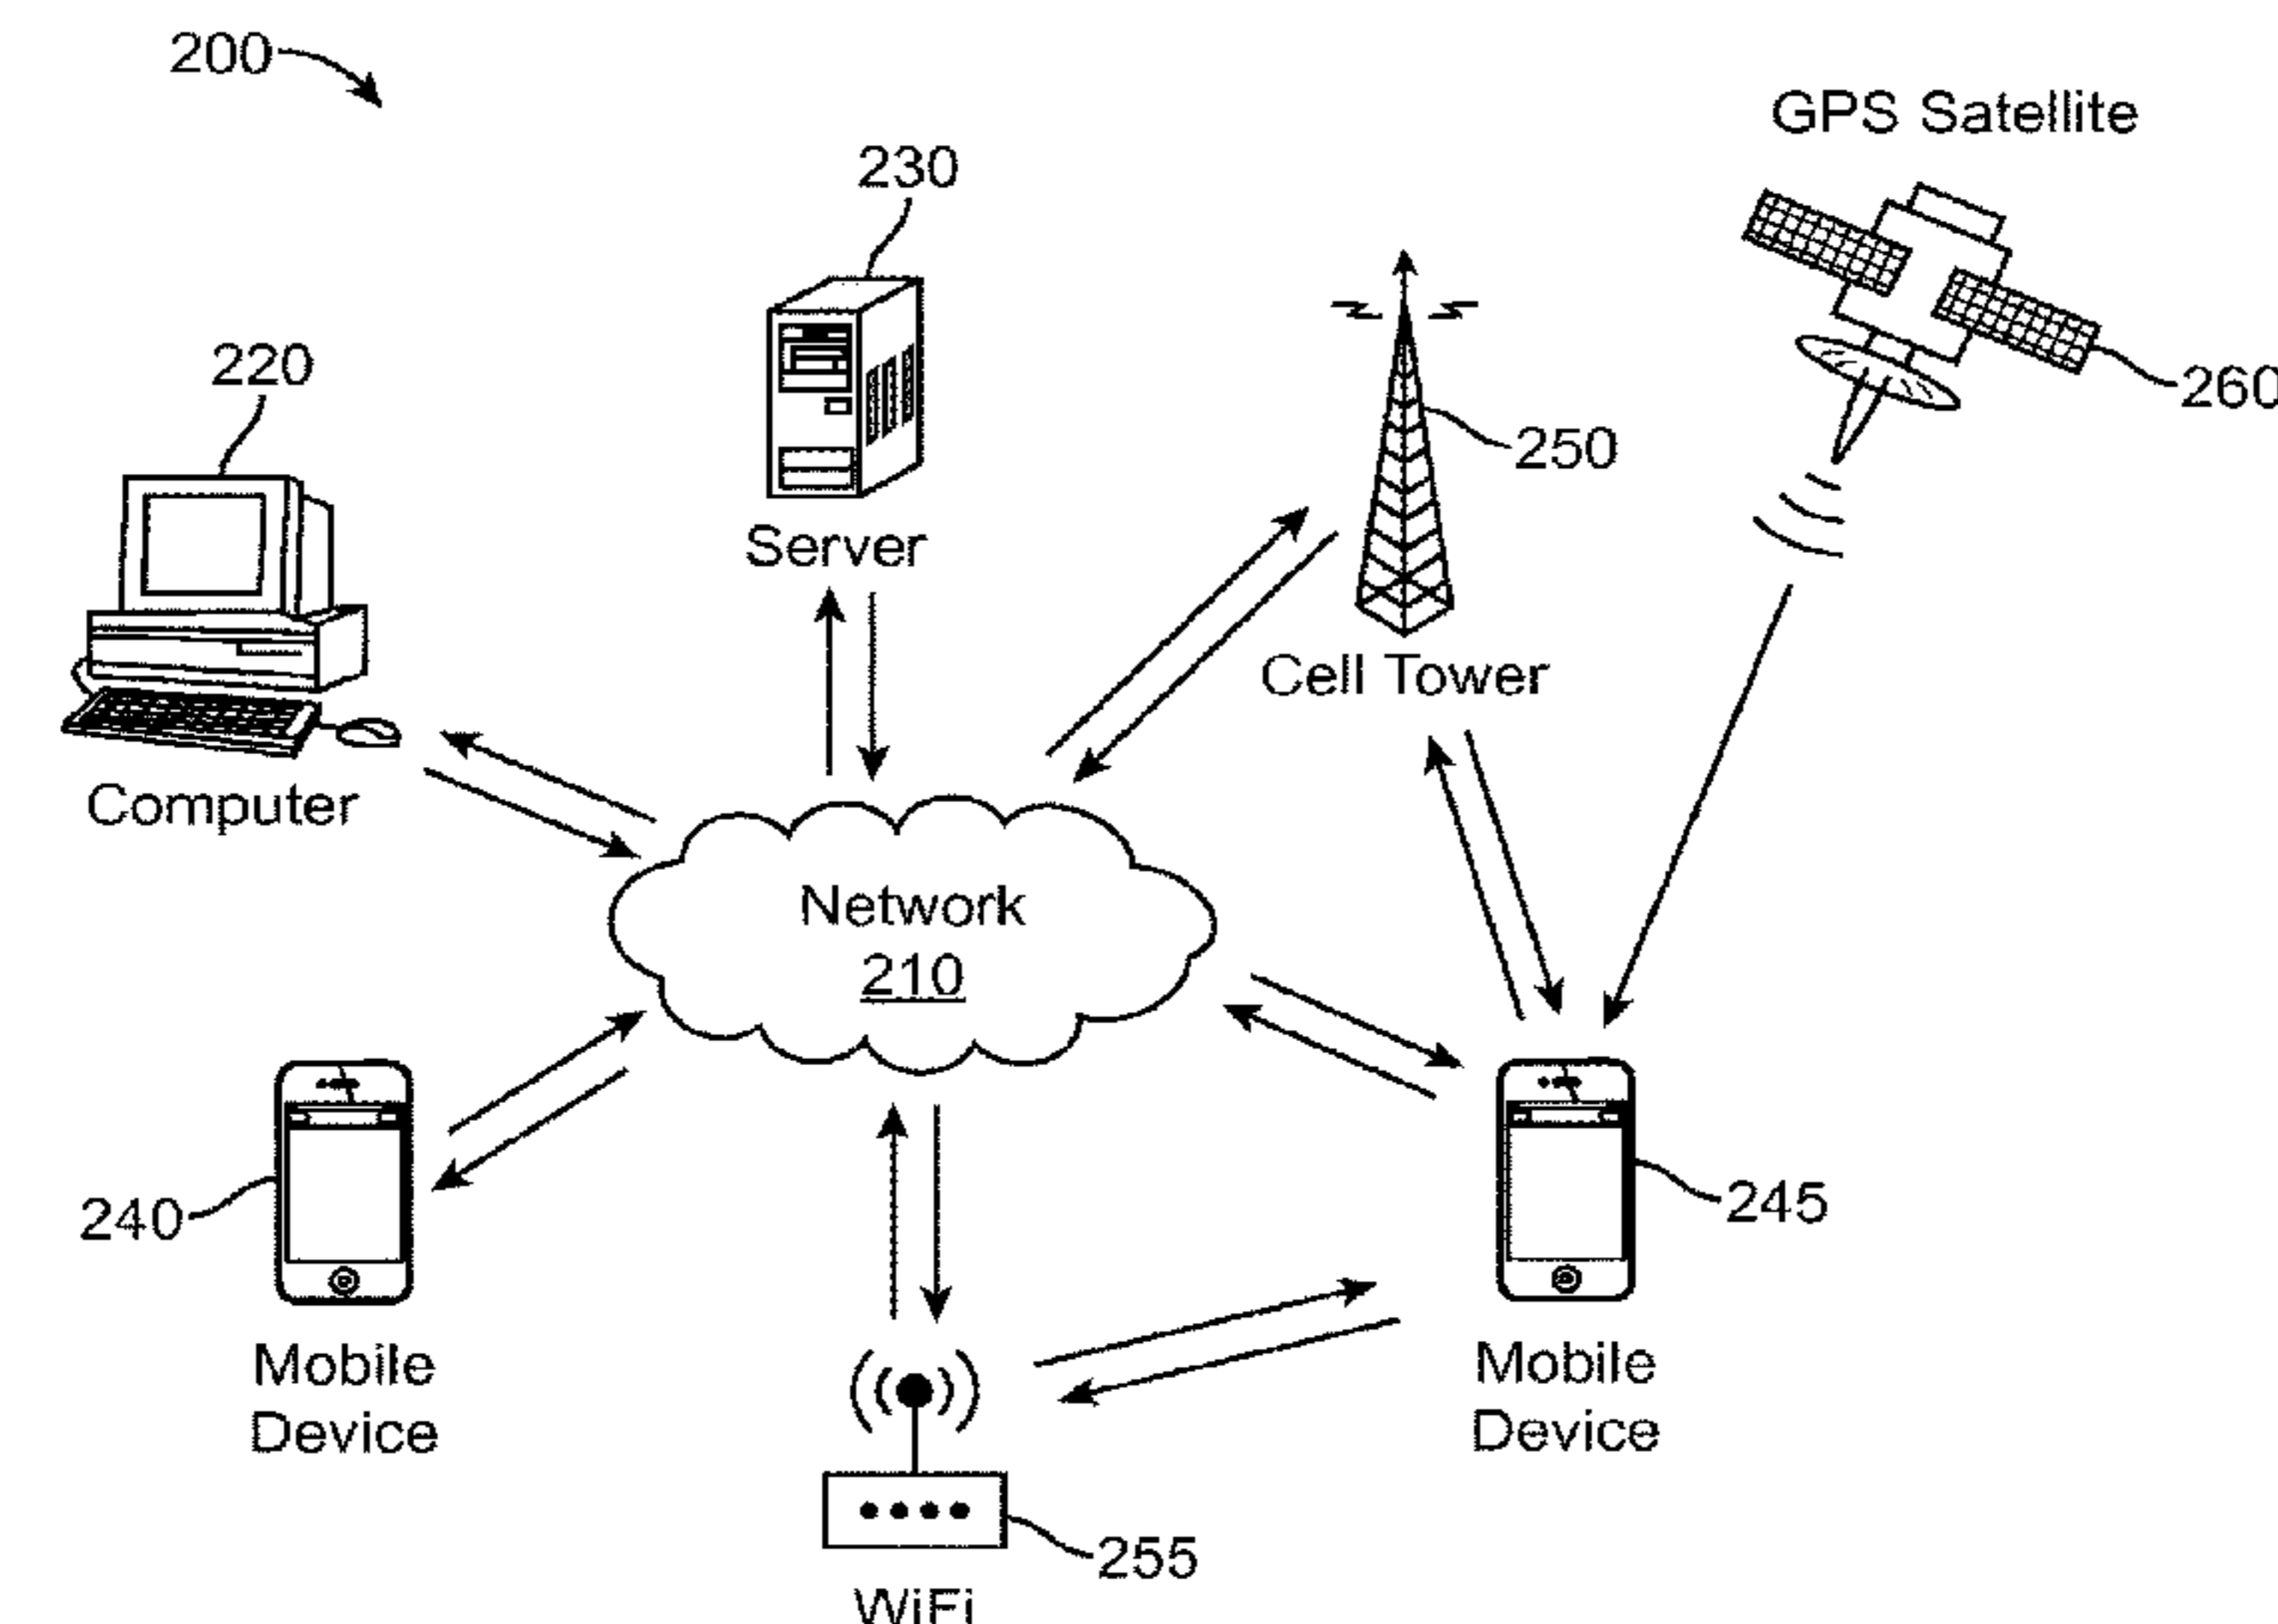 200
GPS Satellite
230
220
260
250
Server
Cell Tower
Computer
Network
210
240
245
Mobile
Device
Mobile
Device
255
WiFi